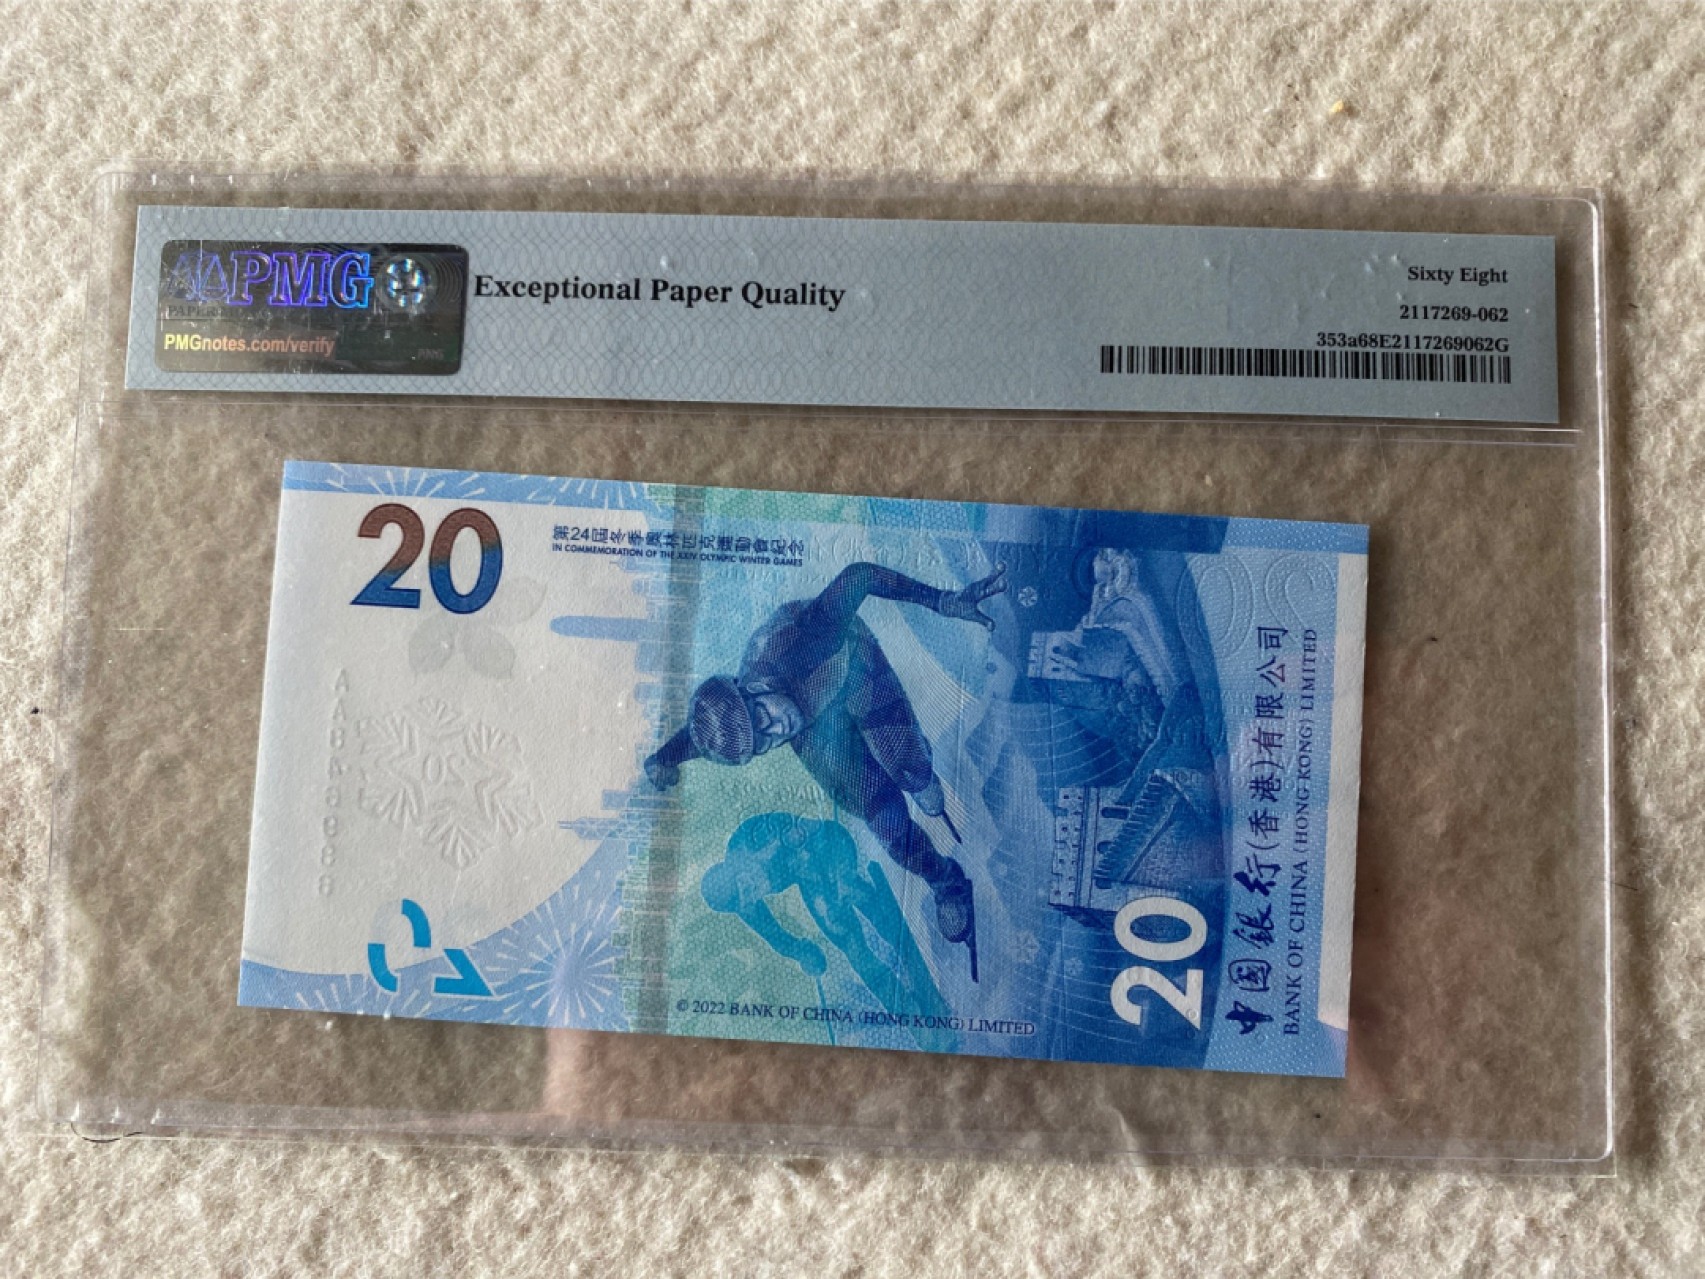 PMG
PMGnotes.com/verify
Exceptional Paper Quality
Sixty Eight
2117269-062
353a68E2117269062G
20
第24屆冬季奧林匹克運動會紀念
IN COMMEMORATION OF THE XXIV OLYMPIC WINTER GAMES
中國銀行(香港)有限公司
BANK OF CHINA (HONG KONG) LIMITED
20
© 2022 BANK OF CHINA (HONG KONG) LIMITED